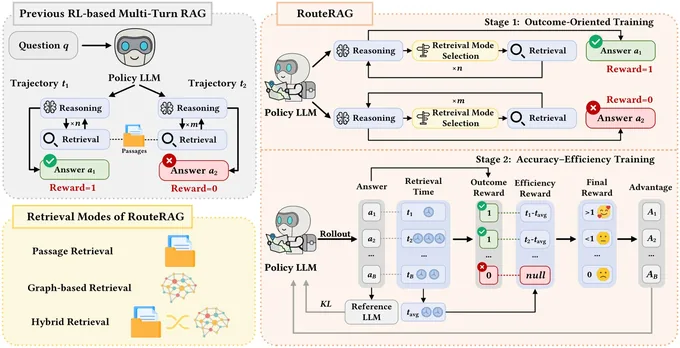 Previous RL-based Multi-Turn RAG
Question q
Policy LLM
Trajectory t1
Trajectory t2
Reasoning
Reasoning
×n
×m
Retrieval
Retrieval
Passages
Answer a1
Answer a2
Reward=1
Reward=0
Retrieval Modes of RouteRAG
Passage Retrieval
Graph-based Retrieval
Hybrid Retrieval
RouteRAG
Stage 1: Outcome-Oriented Training
Reasoning
Retreival Mode
Selection
Retrieval
Answer a1
×n
Reward=1
Policy LLM
×m
Reward=0
Reasoning
Retreival Mode
Selection
Retrieval
Answer a2
Stage 2: Accuracy–Efficiency Training
Answer
Retrieval
Time
Outcome
Reward
Efficiency
Reward
Final
Reward
Advantage
a1
t1
1
t1-tavg
>1
A1
Rollout
a2
t2
1
t2-tavg
<1
A2
...
...
...
...
...
...
Policy LLM
aB
tB
0
null
0
AB
KL
Reference
LLM
tavg